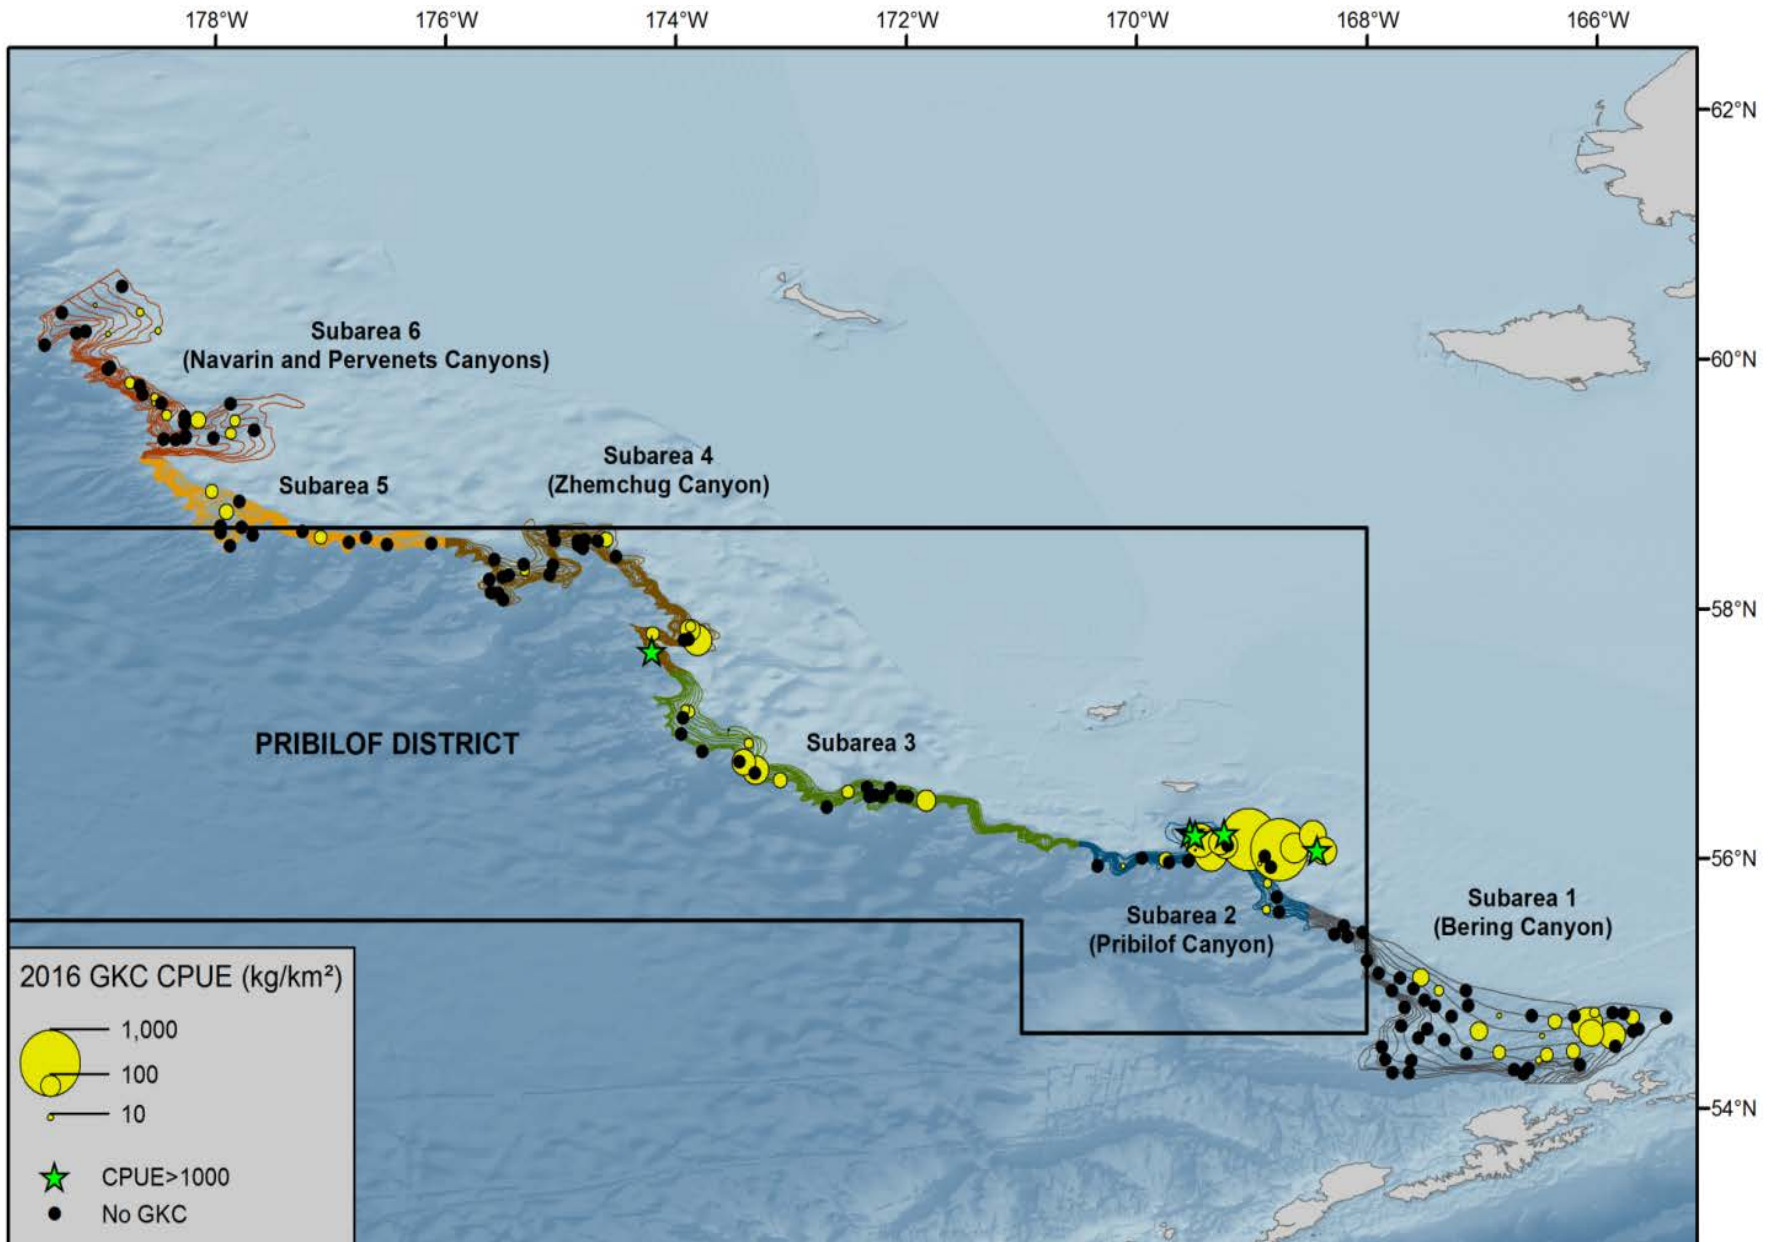 178°W 176°W 174°W 172°W 170°W 168°W 166°W
62°N
Subarea 6
(Navarin and Pervenets Canyons)
60°N
Subarea 4
(Zhemchug Canyon)
Subarea 5
58°N
PRIBILOF DISTRICT
Subarea 3
56°N
Subarea 2
(Pribilof Canyon)
Subarea 1
(Bering Canyon)
54°N
2016 GKC CPUE (kg/km²)
1,000
100
10
CPUE>1000
No GKC